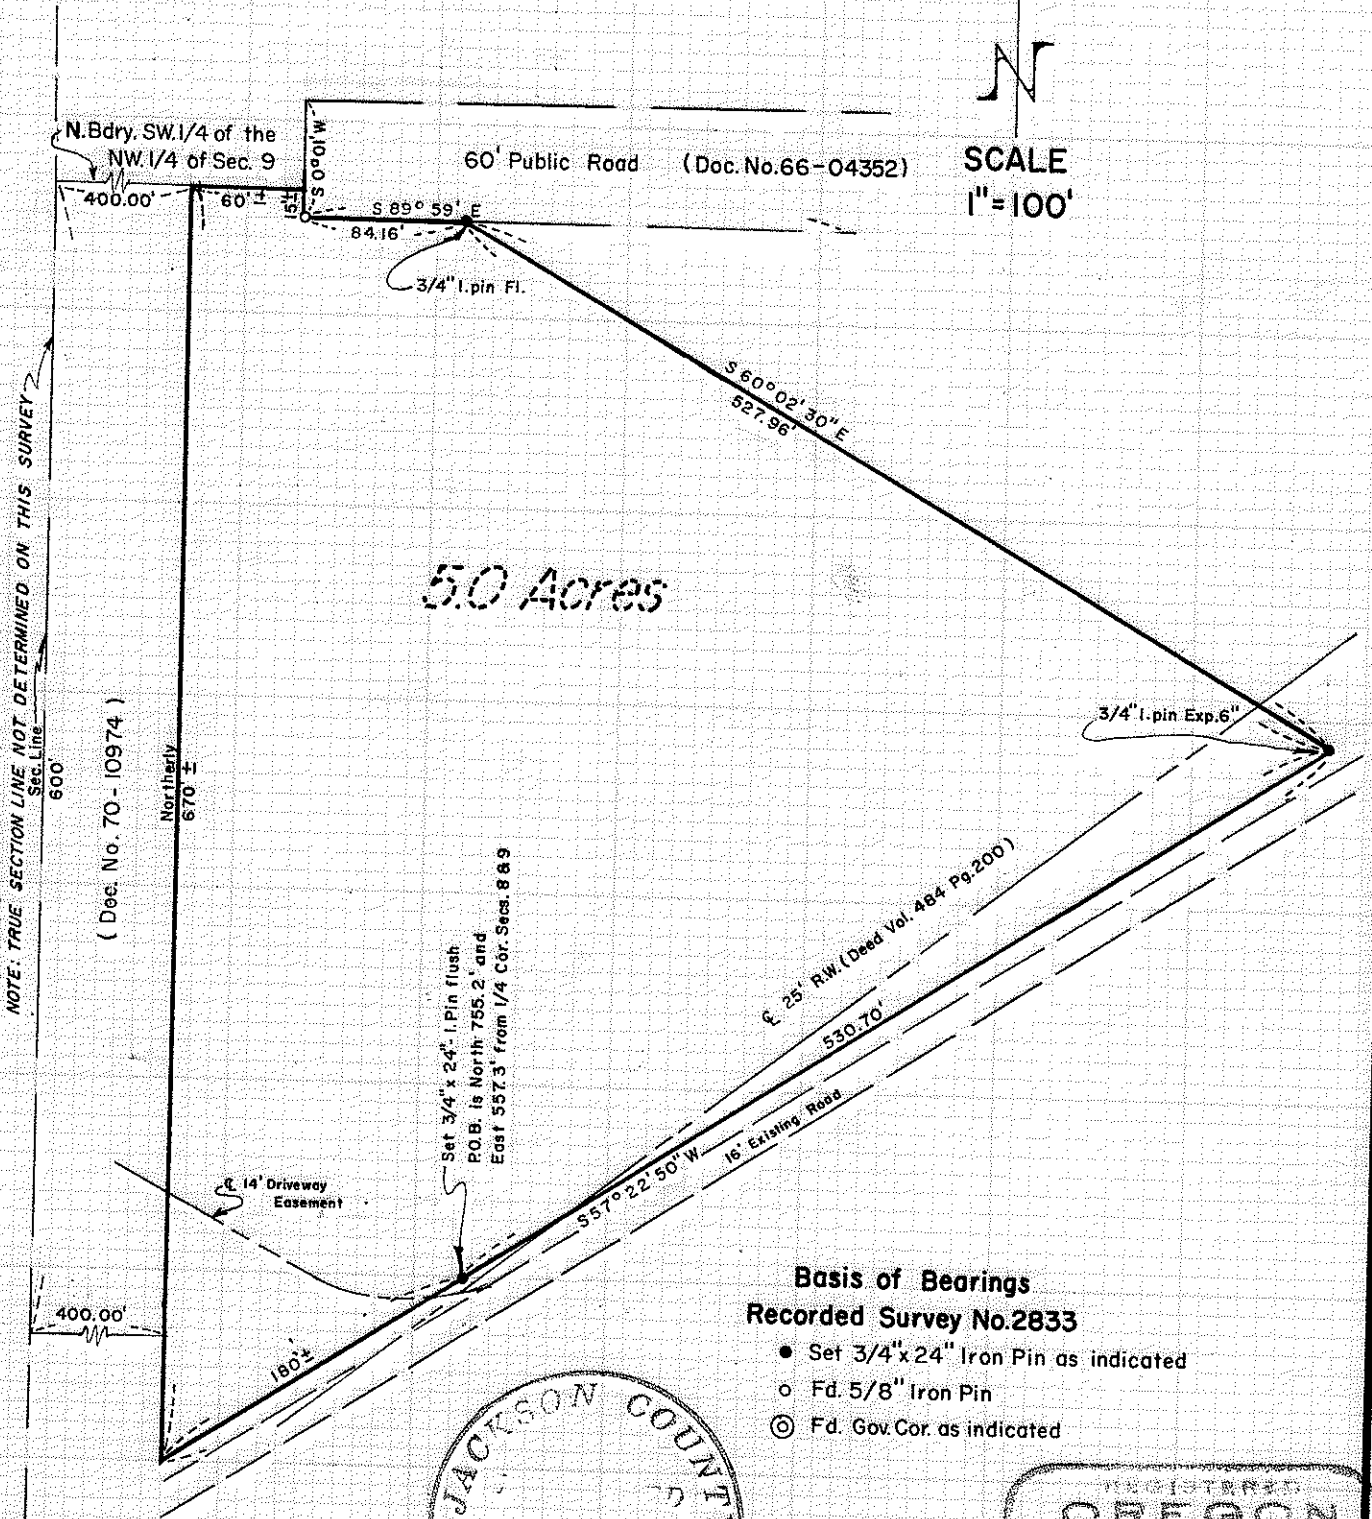 N
SCALE
1"=100'
N. Bdry. SW.1/4 of the
NW.1/4 of Sec. 9
400.00'
60'±
15'±
S 0°01' W
60' Public Road (Doc. No.66-04352)
S 89° 59' E
84.16'
3/4" I.pin Fl.
S 60°02'30" E
527.96'
5.0 Acres
NOTE: TRUE SECTION LINE NOT DETERMINED ON THIS SURVEY
Sec. Line
600'
(Doc. No. 70-10974)
Northerly
670' ±
3/4" I.pin Exp.6"
℄ 25' R.W. (Deed Vol. 484 Pg.200)
530.70'
S 57° 22' 50" W
16' Existing Road
Set 3/4" x 24"- I.Pin flush
P.O.B. is North 755.2' and
East 557.3' from 1/4 Cor. Secs. 8 & 9
℄ 14' Driveway
Easement
400.00'
180'±
Basis of Bearings
Recorded Survey No.2833
Set 3/4" x 24" Iron Pin as indicated
Fd. 5/8" Iron Pin
Fd. Gov. Cor. as indicated
JACKSON COUNT
REGISTERED
OREGON